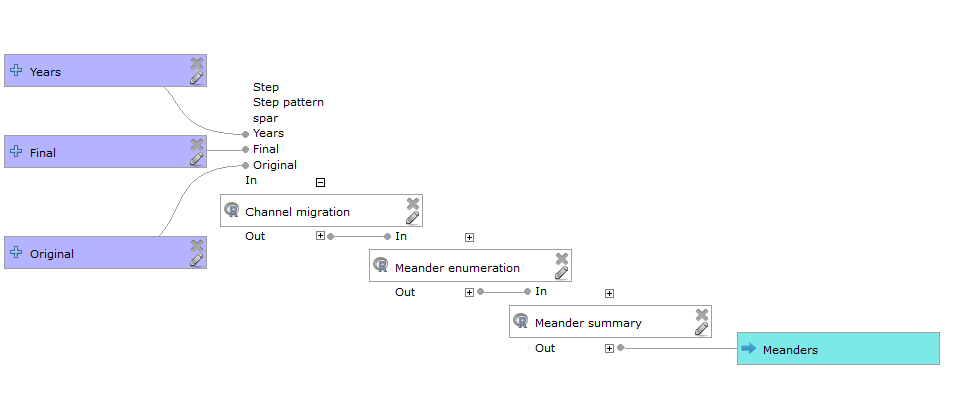 Years
Final
Original
Step
Step pattern
spar
Years
Final
Original
In
Channel migration
Out
In
Meander enumeration
Out
In
Meander summary
Out
Meanders